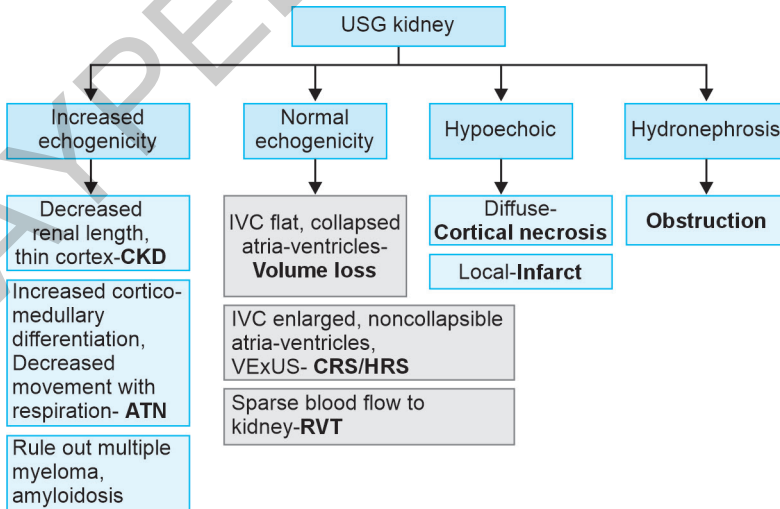 USG kidney
Increased
echogenicity
Normal
echogenicity
Hypoechoic
Hydronephrosis
Decreased
renal length,
thin cortex-CKD
Increased cortico-
medullary
differentiation,
Decreased
movement with
respiration- ATN
Rule out multiple
myeloma,
amyloidosis
IVC flat, collapsed
atria-ventricles-
Volume loss
IVC enlarged, noncollapsible
atria-ventricles,
VExUS- CRS/HRS
Sparse blood flow to
kidney-RVT
Diffuse-
Cortical necrosis
Local-Infarct
Obstruction